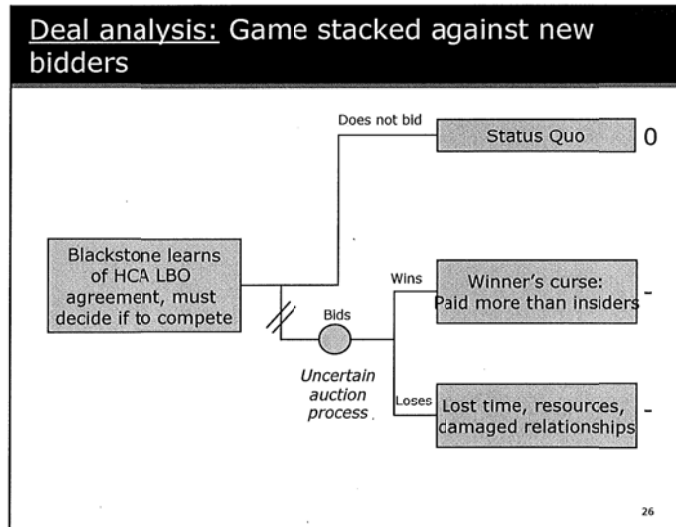 Deal analysis: Game stacked against new
bidders
Does not bid
Status Quo
0
Blackstone learns
of HCA LBO
agreement, must
decide if to compete
Bids
Uncertain
auction
process
Wins
Winner's curse:
Paid more than insiders
-
Loses
Lost time, resources,
damaged relationships
-
26